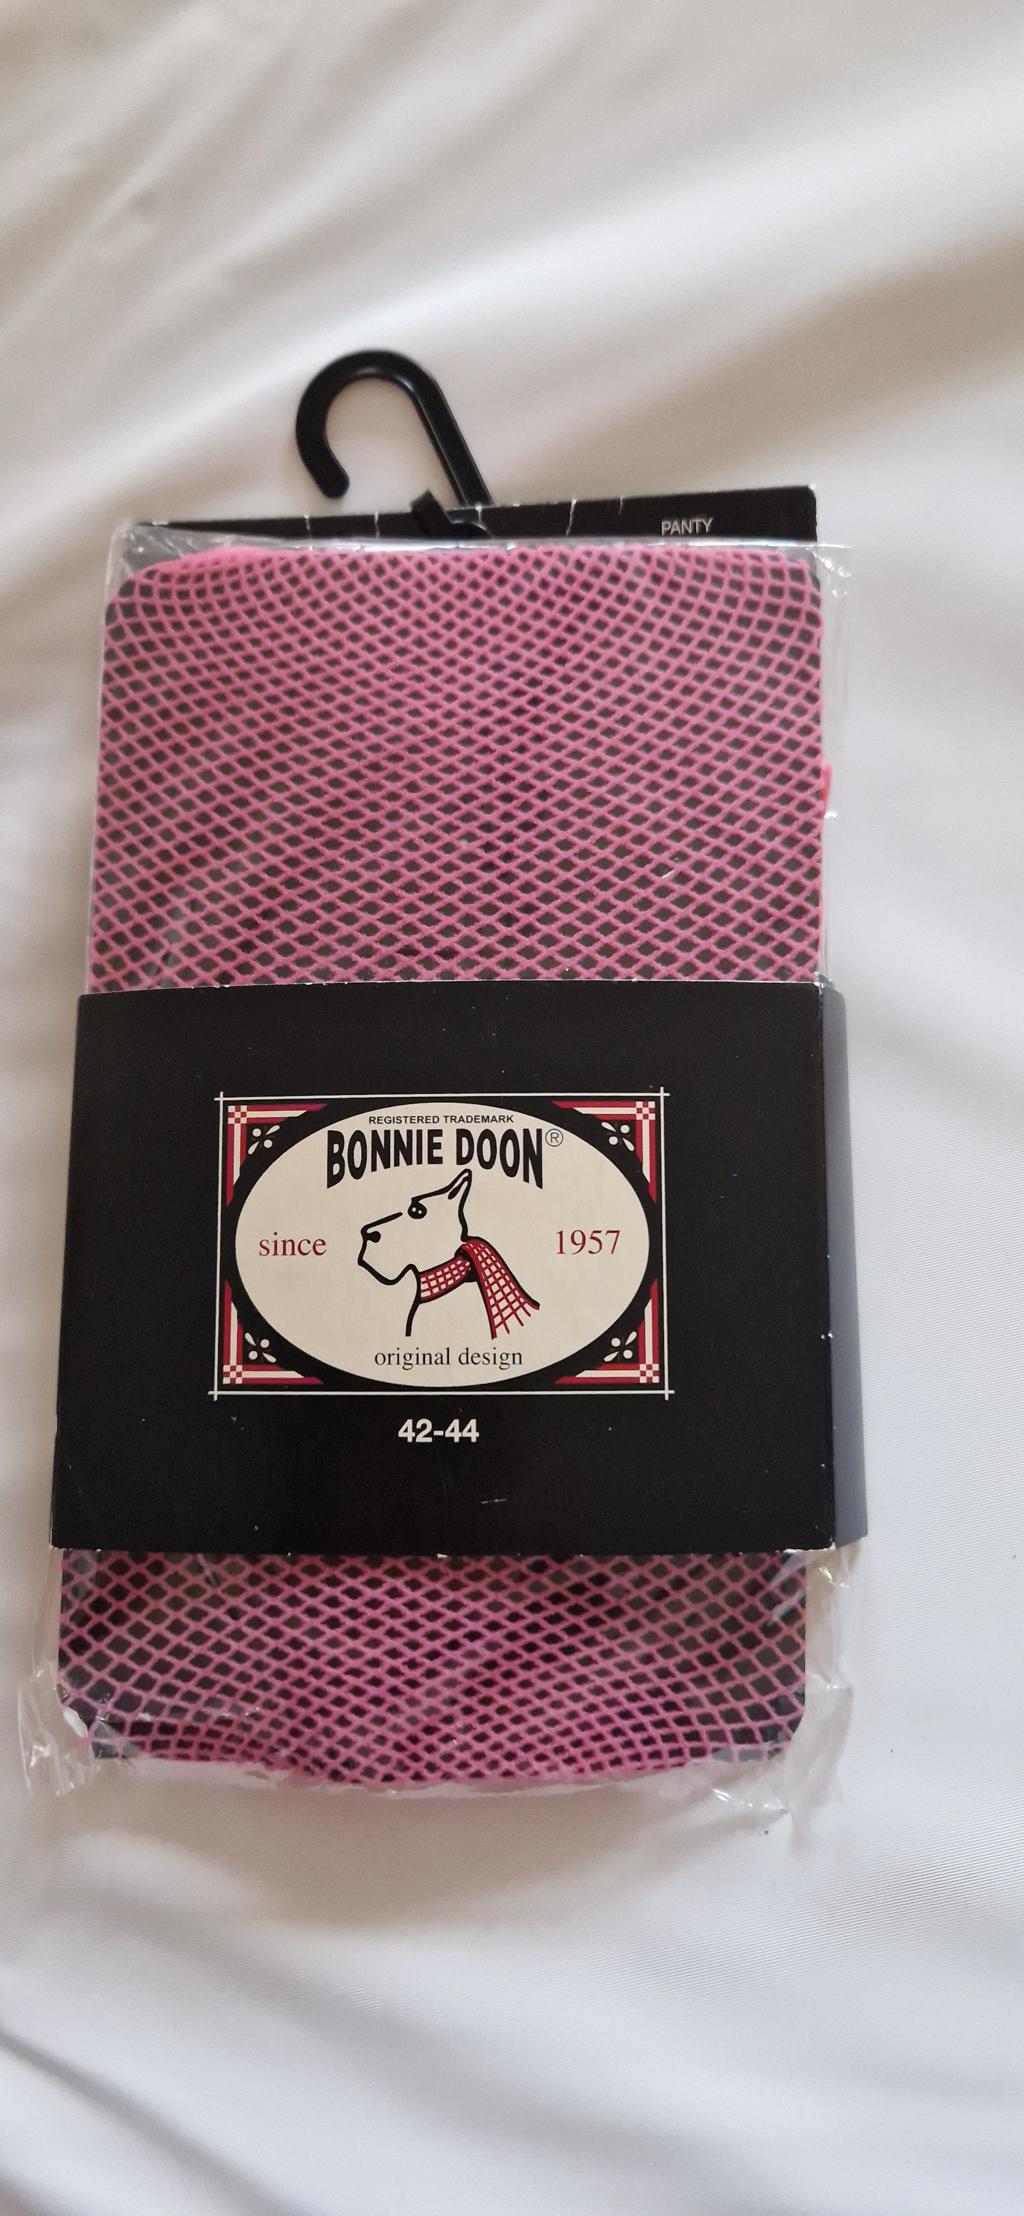 PANTY
REGISTERED TRADEMARK
BONNIE DOON®
since 1957
original design
42-44